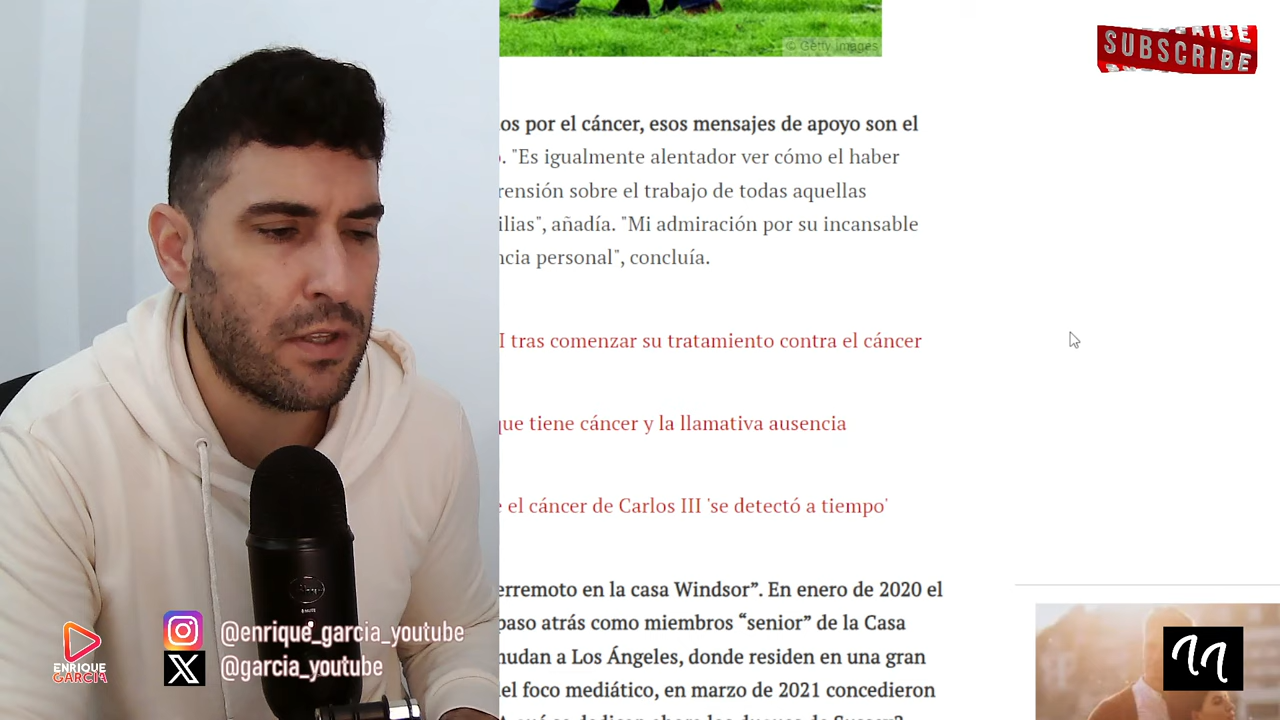 © Getty Images
SUBSCRIBE
os por el cáncer, esos mensajes de apoyo son el
. "Es igualmente alentador ver cómo el haber
rensión sobre el trabajo de todas aquellas
ilias", añadía. "Mi admiración por su incansable
ncia personal", concluía.
I tras comenzar su tratamiento contra el cáncer
que tiene cáncer y la llamativa ausencia
e el cáncer de Carlos III 'se detectó a tiempo'
erremoto en la casa Windsor”. En enero de 2020 el
paso atrás como miembros “senior” de la Casa
mudan a Los Ángeles, donde residen en una gran
del foco mediático, en marzo de 2021 concedieron
ENRIQUE
GARCIA
@enrique_garcia_youtube
@garcia_youtube